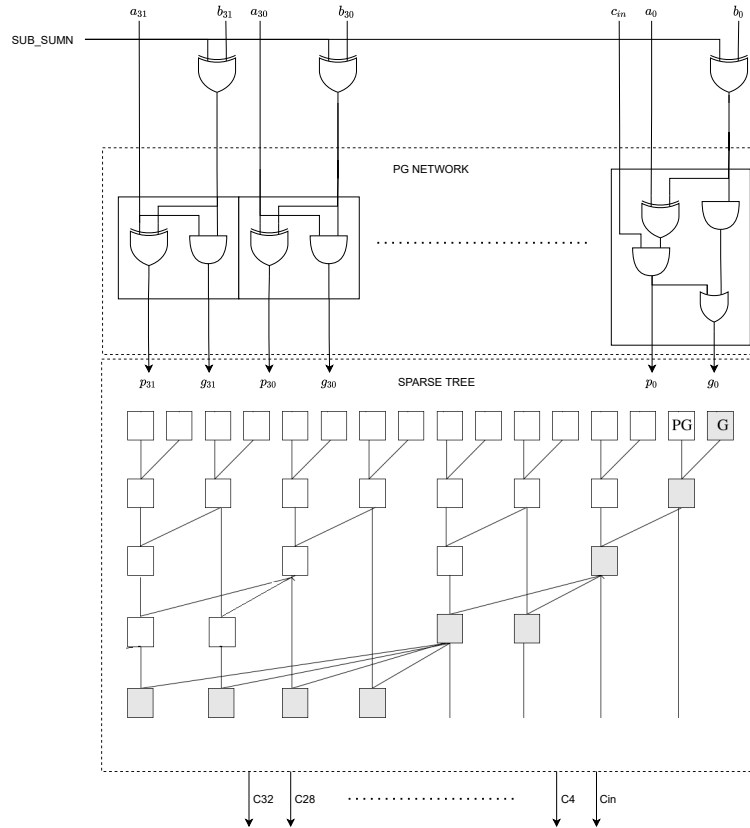 a31 b31 a30 b30 cin a0 b0
SUB_SUMN
PG NETWORK
p31 g31 p30 g30 p0 g0
SPARSE TREE
PG G
C32 C28 C4 Cin